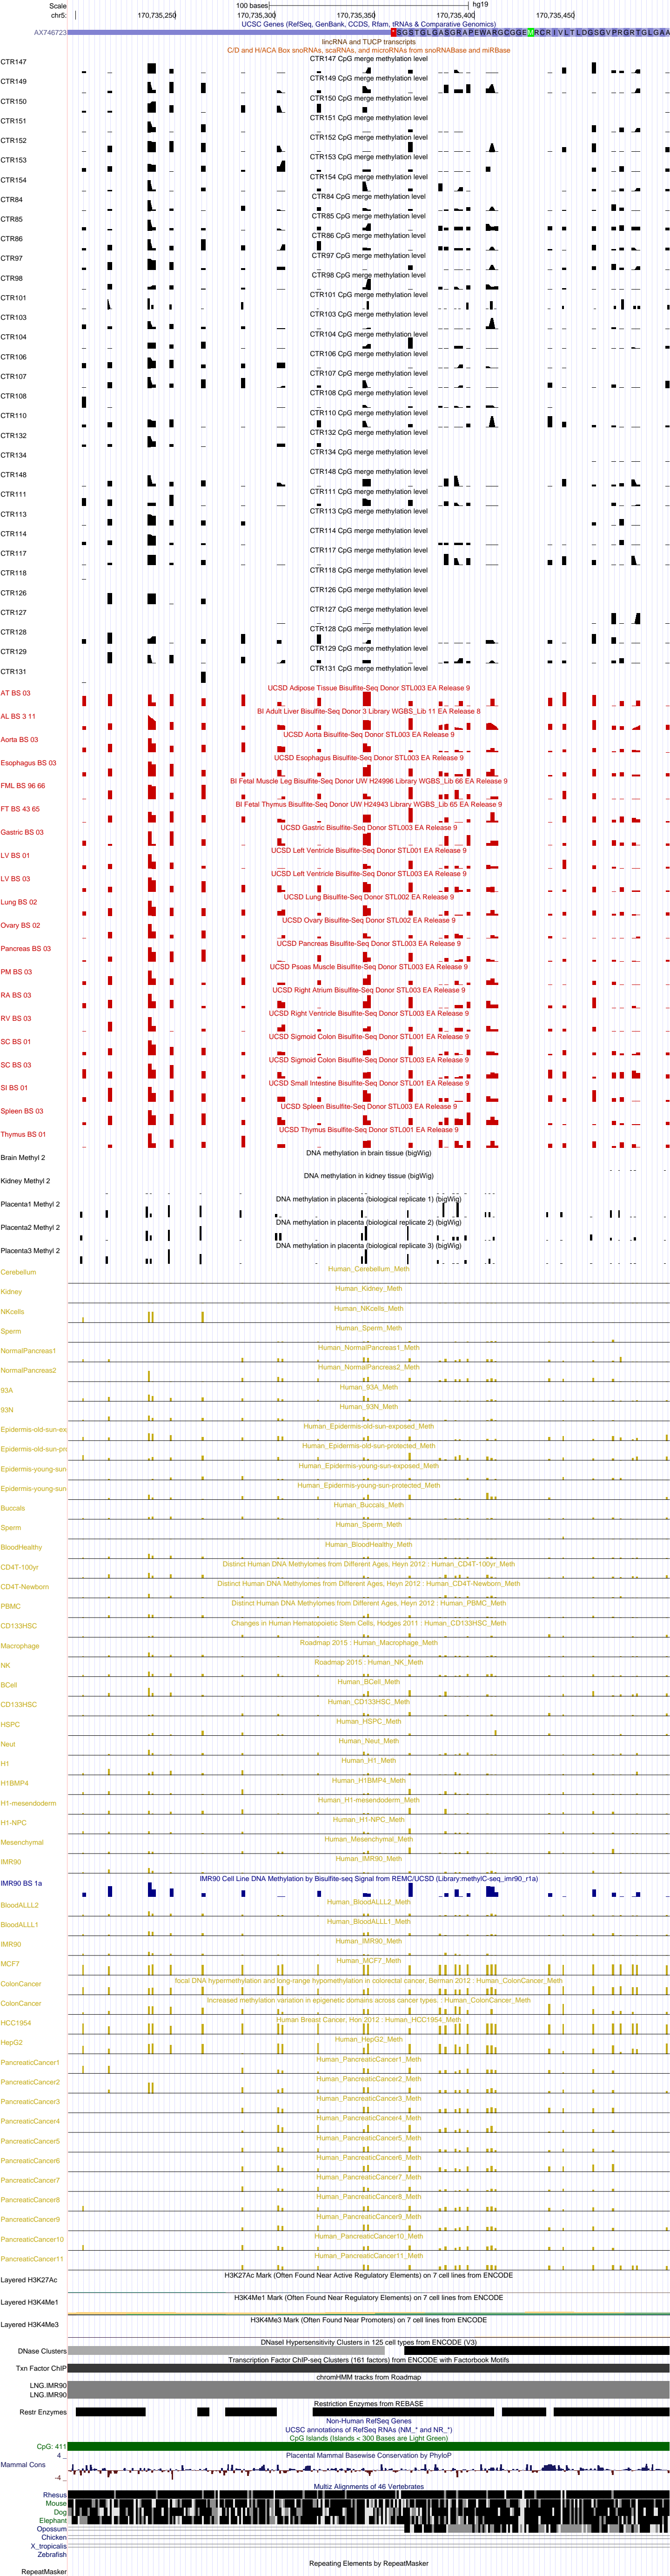 Scale 100 bases hg19
chr5: 170,735,250 170,735,300 170,735,350 170,735,400 170,735,450
UCSC Genes (RefSeq, GenBank, CCDS, Rfam, tRNAs & Comparative Genomics)
AX746723
lincRNA and TUCP transcripts
C/D and H/ACA Box snoRNAs, scaRNAs, and microRNAs from snoRNABase and miRBase
CTR147 CTR147 CpG merge methylation level
CTR149 CTR149 CpG merge methylation level
CTR150 CTR150 CpG merge methylation level
CTR151 CTR151 CpG merge methylation level
CTR152 CTR152 CpG merge methylation level
CTR153 CTR153 CpG merge methylation level
CTR154 CTR154 CpG merge methylation level
CTR84 CTR84 CpG merge methylation level
CTR85 CTR85 CpG merge methylation level
CTR86 CTR86 CpG merge methylation level
CTR97 CTR97 CpG merge methylation level
CTR98 CTR98 CpG merge methylation level
CTR101 CTR101 CpG merge methylation level
CTR103 CTR103 CpG merge methylation level
CTR104 CTR104 CpG merge methylation level
CTR106 CTR106 CpG merge methylation level
CTR107 CTR107 CpG merge methylation level
CTR108 CTR108 CpG merge methylation level
CTR110 CTR110 CpG merge methylation level
CTR132 CTR132 CpG merge methylation level
CTR134 CTR134 CpG merge methylation level
CTR148 CTR148 CpG merge methylation level
CTR111 CTR111 CpG merge methylation level
CTR113 CTR113 CpG merge methylation level
CTR114 CTR114 CpG merge methylation level
CTR117 CTR117 CpG merge methylation level
CTR118 CTR118 CpG merge methylation level
CTR126 CTR126 CpG merge methylation level
CTR127 CTR127 CpG merge methylation level
CTR128 CTR128 CpG merge methylation level
CTR129 CTR129 CpG merge methylation level
CTR131 CTR131 CpG merge methylation level
AT BS 03 UCSD Adipose Tissue Bisulfite-Seq Donor STL003 EA Release 9
AL BS 3 11 BI Adult Liver Bisulfite-Seq Donor 3 Library WGBS_Lib 11 EA Release 8
Aorta BS 03 UCSD Aorta Bisulfite-Seq Donor STL003 EA Release 9
Esophagus BS 03 UCSD Esophagus Bisulfite-Seq Donor STL003 EA Release 9
FML BS 96 66 BI Fetal Muscle Leg Bisulfite-Seq Donor UW H24996 Library WGBS_Lib 66 EA Release 9
FT BS 43 65 BI Fetal Thymus Bisulfite-Seq Donor UW H24943 Library WGBS_Lib 65 EA Release 9
Gastric BS 03 UCSD Gastric Bisulfite-Seq Donor STL003 EA Release 9
LV BS 01 UCSD Left Ventricle Bisulfite-Seq Donor STL001 EA Release 9
LV BS 03 UCSD Left Ventricle Bisulfite-Seq Donor STL003 EA Release 9
Lung BS 02 UCSD Lung Bisulfite-Seq Donor STL002 EA Release 9
Ovary BS 02 UCSD Ovary Bisulfite-Seq Donor STL002 EA Release 9
Pancreas BS 03 UCSD Pancreas Bisulfite-Seq Donor STL003 EA Release 9
PM BS 03 UCSD Psoas Muscle Bisulfite-Seq Donor STL003 EA Release 9
RA BS 03 UCSD Right Atrium Bisulfite-Seq Donor STL003 EA Release 9
RV BS 03 UCSD Right Ventricle Bisulfite-Seq Donor STL003 EA Release 9
SC BS 01 UCSD Sigmoid Colon Bisulfite-Seq Donor STL001 EA Release 9
SC BS 03 UCSD Sigmoid Colon Bisulfite-Seq Donor STL003 EA Release 9
SI BS 01 UCSD Small Intestine Bisulfite-Seq Donor STL001 EA Release 9
Spleen BS 03 UCSD Spleen Bisulfite-Seq Donor STL003 EA Release 9
Thymus BS 01 UCSD Thymus Bisulfite-Seq Donor STL001 EA Release 9
Brain Methyl 2 DNA methylation in brain tissue (bigWig)
Kidney Methyl 2 DNA methylation in kidney tissue (bigWig)
Placenta1 Methyl 2 DNA methylation in placenta (biological replicate 1) (bigWig)
Placenta2 Methyl 2 DNA methylation in placenta (biological replicate 2) (bigWig)
Placenta3 Methyl 2 DNA methylation in placenta (biological replicate 3) (bigWig)
Cerebellum Human_Cerebellum_Meth
Kidney Human_Kidney_Meth
NKcells Human_NKcells_Meth
Sperm Human_Sperm_Meth
NormalPancreas1 Human_NormalPancreas1_Meth
NormalPancreas2 Human_NormalPancreas2_Meth
93A Human_93A_Meth
93N Human_93N_Meth
Epidermis-old-sun-ex Human_Epidermis-old-sun-exposed_Meth
Epidermis-old-sun-pro Human_Epidermis-old-sun-protected_Meth
Epidermis-young-sun- Human_Epidermis-young-sun-exposed_Meth
Epidermis-young-sun- Human_Epidermis-young-sun-protected_Meth
Buccals Human_Buccals_Meth
Sperm Human_Sperm_Meth
BloodHealthy Human_BloodHealthy_Meth
CD4T-100yr Distinct Human DNA Methylomes from Different Ages, Heyn 2012 : Human_CD4T-100yr_Meth
CD4T-Newborn Distinct Human DNA Methylomes from Different Ages, Heyn 2012 : Human_CD4T-Newborn_Meth
PBMC Distinct Human DNA Methylomes from Different Ages, Heyn 2012 : Human_PBMC_Meth
CD133HSC Changes in Human Hematopoietic Stem Cells, Hodges 2011 : Human_CD133HSC_Meth
Macrophage Roadmap 2015 : Human_Macrophage_Meth
NK Roadmap 2015 : Human_NK_Meth
BCell Human_BCell_Meth
CD133HSC Human_CD133HSC_Meth
HSPC Human_HSPC_Meth
Neut Human_Neut_Meth
H1 Human_H1_Meth
H1BMP4 Human_H1BMP4_Meth
H1-mesendoderm Human_H1-mesendoderm_Meth
H1-NPC Human_H1-NPC_Meth
Mesenchymal Human_Mesenchymal_Meth
IMR90 Human_IMR90_Meth
IMR90 BS 1a IMR90 Cell Line DNA Methylation by Bisulfite-seq Signal from REMC/UCSD (Library:methylC-seq_imr90_r1a)
BloodALLL2 Human_BloodALLL2_Meth
BloodALLL1 Human_BloodALLL1_Meth
IMR90 Human_IMR90_Meth
MCF7 Human_MCF7_Meth
ColonCancer focal DNA hypermethylation and long-range hypomethylation in colorectal cancer, Berman 2012 : Human_ColonCancer_Meth
ColonCancer Increased methylation variation in epigenetic domains across cancer types, : Human_ColonCancer_Meth
HCC1954 Human Breast Cancer, Hon 2012 : Human_HCC1954_Meth
HepG2 Human_HepG2_Meth
PancreaticCancer1 Human_PancreaticCancer1_Meth
PancreaticCancer2 Human_PancreaticCancer2_Meth
PancreaticCancer3 Human_PancreaticCancer3_Meth
PancreaticCancer4 Human_PancreaticCancer4_Meth
PancreaticCancer5 Human_PancreaticCancer5_Meth
PancreaticCancer6 Human_PancreaticCancer6_Meth
PancreaticCancer7 Human_PancreaticCancer7_Meth
PancreaticCancer8 Human_PancreaticCancer8_Meth
PancreaticCancer9 Human_PancreaticCancer9_Meth
PancreaticCancer10 Human_PancreaticCancer10_Meth
PancreaticCancer11 Human_PancreaticCancer11_Meth
H3K27Ac Mark (Often Found Near Active Regulatory Elements) on 7 cell lines from ENCODE
Layered H3K27Ac
H3K4Me1 Mark (Often Found Near Regulatory Elements) on 7 cell lines from ENCODE
Layered H3K4Me1
H3K4Me3 Mark (Often Found Near Promoters) on 7 cell lines from ENCODE
Layered H3K4Me3
DNaseI Hypersensitivity Clusters in 125 cell types from ENCODE (V3)
DNase Clusters
Transcription Factor ChIP-seq Clusters (161 factors) from ENCODE with Factorbook Motifs
Txn Factor ChIP
chromHMM tracks from Roadmap
LNG.IMR90
LNG.IMR90
Restriction Enzymes from REBASE
Restr Enzymes
Non-Human RefSeq Genes
UCSC annotations of RefSeq RNAs (NM_* and NR_*)
CpG Islands (Islands < 300 Bases are Light Green)
CpG: 411
4 _ Placental Mammal Basewise Conservation by PhyloP
Mammal Cons
-4 _
Multiz Alignments of 46 Vertebrates
Rhesus
Mouse
Dog
Elephant
Opossum
Chicken
X_tropicalis
Zebrafish
Repeating Elements by RepeatMasker
RepeatMasker